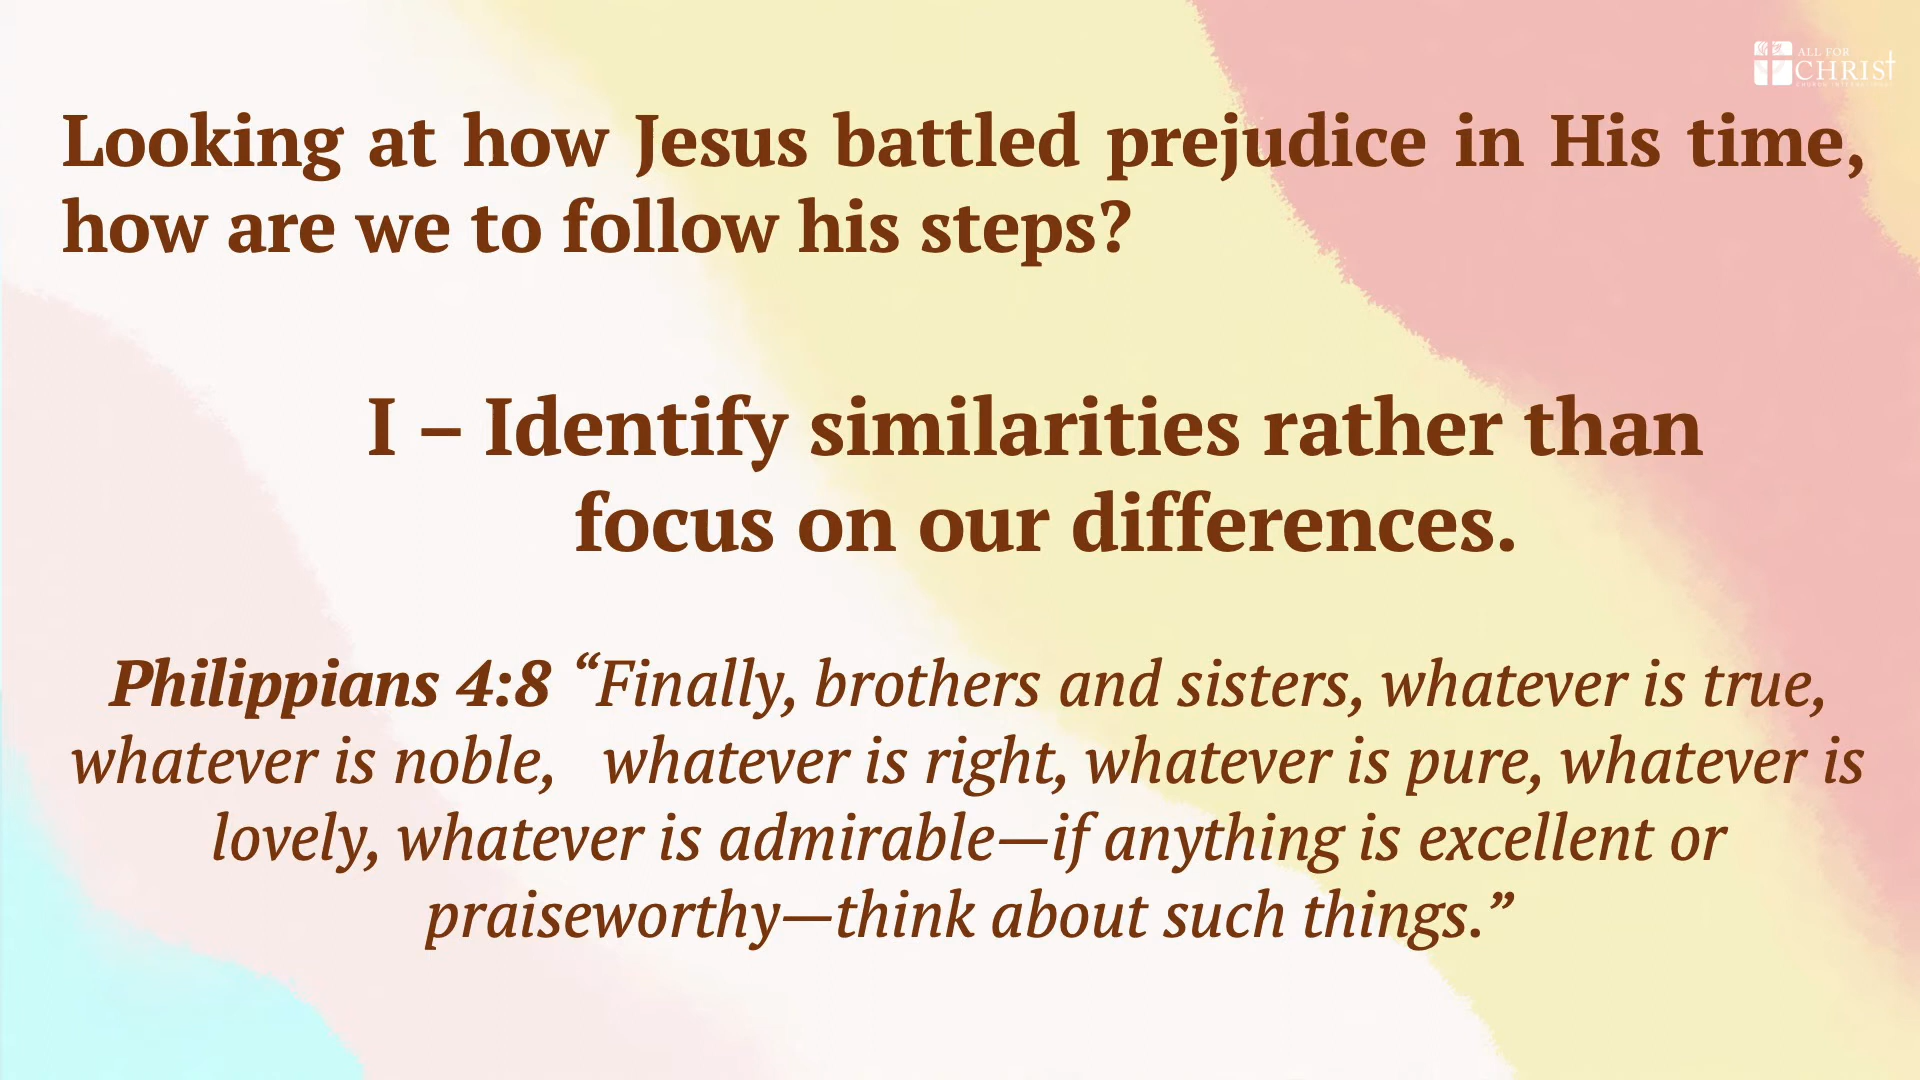 ALL FOR
CHRIST
Looking at how Jesus battled prejudice in His time,
how are we to follow his steps?
I – Identify similarities rather than
focus on our differences.
Philippians 4:8 “Finally, brothers and sisters, whatever is true,
whatever is noble,   whatever is right, whatever is pure, whatever is
lovely, whatever is admirable—if anything is excellent or
praiseworthy—think about such things.”